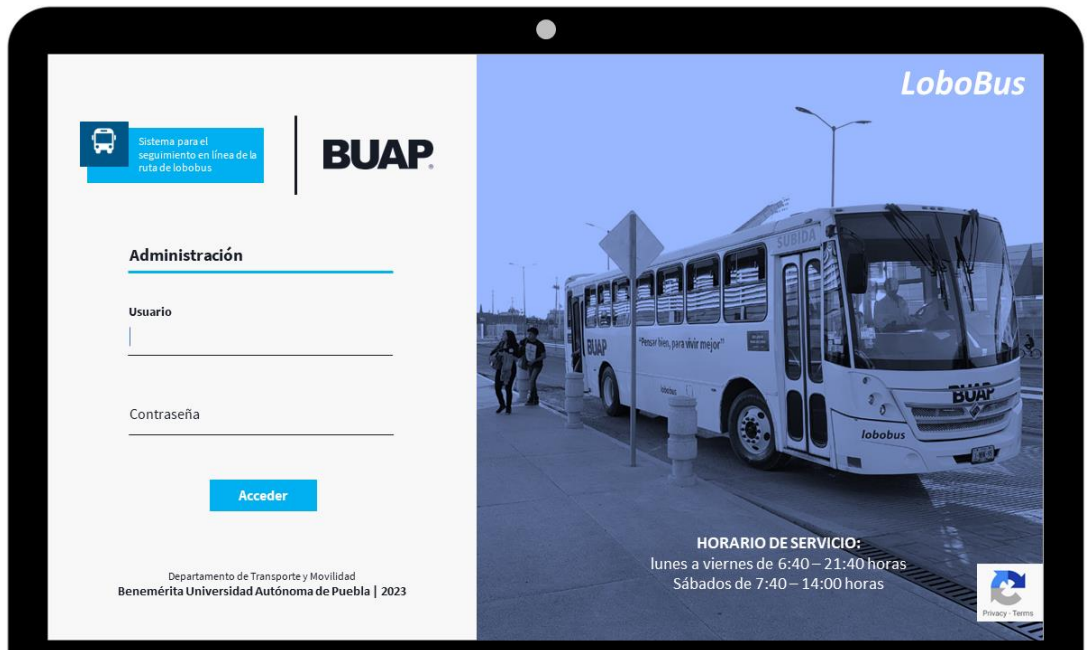 Sistema para el
seguimiento en línea de la
ruta de lobobus
BUAP®
Administración
Usuario
Contraseña
Acceder
Departamento de Transporte y Movilidad
Benemérita Universidad Autónoma de Puebla | 2023
LoboBus
SUBIDA
BUAP
"Pensar bien, para vivir mejor"
lobobus
BUAP
lobobus
HORARIO DE SERVICIO:
lunes a viernes de 6:40 – 21:40 horas
Sábados de 7:40 – 14:00 horas
Privacy - Terms